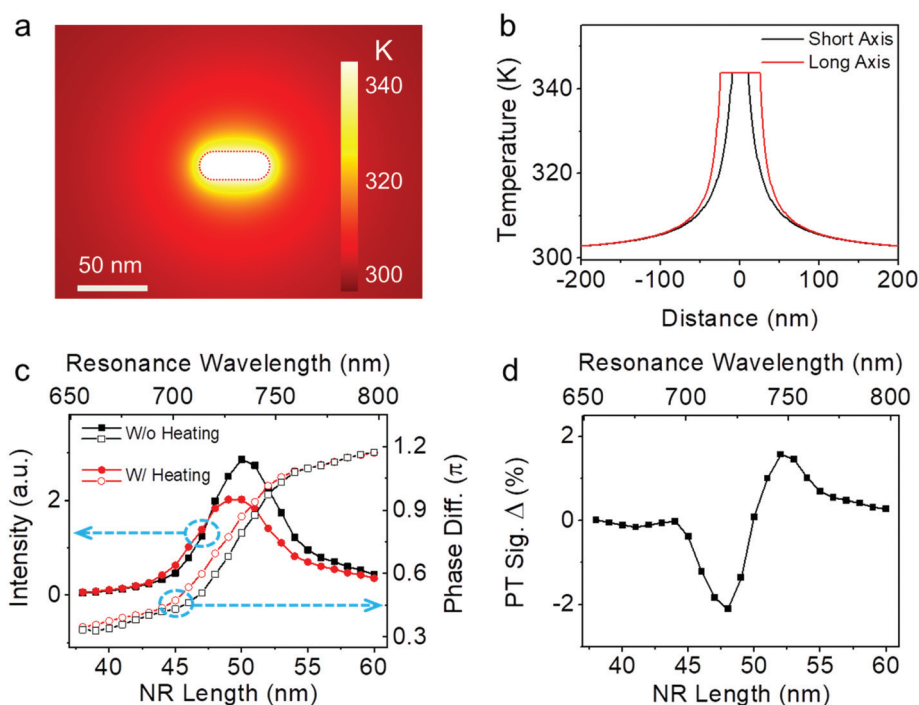 a
K
340
320
300
50 nm
b
Short Axis
Long Axis
Temperature (K)
340
320
300
-200 -100 0 100 200
Distance (nm)
c
Resonance Wavelength (nm)
650 700 750 800
W/o Heating
W/ Heating
Intensity (a.u.)
2
0
Phase Diff. (π)
1.2
0.9
0.6
0.3
40 45 50 55 60
NR Length (nm)
d
Resonance Wavelength (nm)
650 700 750 800
PT Sig. Δ (%)
2
0
-2
40 45 50 55 60
NR Length (nm)